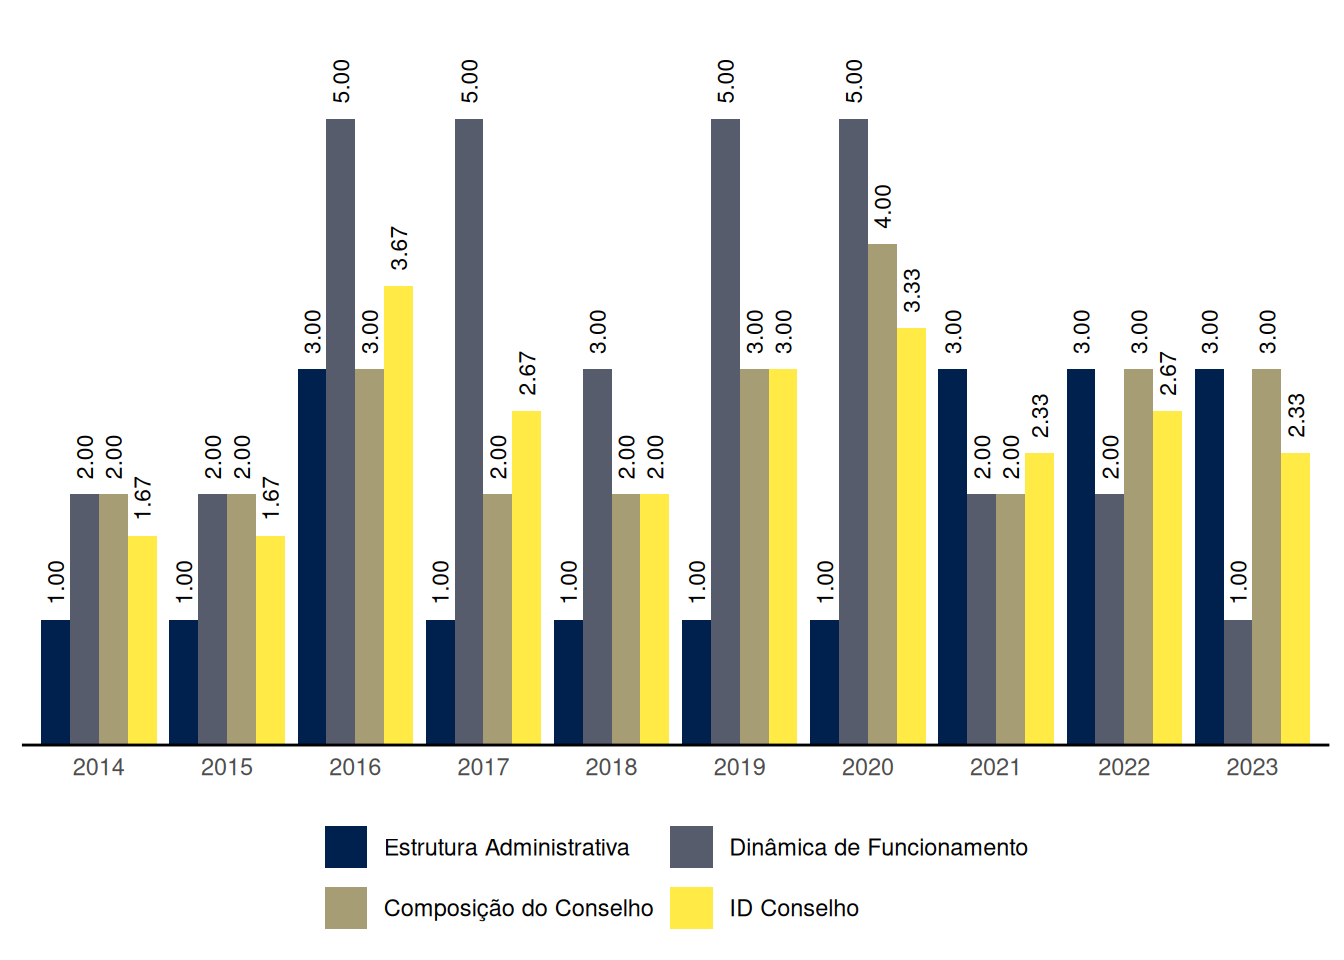 1.00 2.00 2.00 1.67 1.00 2.00 2.00 1.67 3.00 5.00 3.00 3.67 1.00 5.00 2.00 2.67 1.00 3.00 2.00 2.00 1.00 5.00 3.00 3.00 1.00 5.00 4.00 3.33 3.00 2.00 2.00 2.33 3.00 2.00 3.00 2.67 3.00 1.00 3.00 2.33
2014 2015 2016 2017 2018 2019 2020 2021 2022 2023
Estrutura Administrativa Dinâmica de Funcionamento
Composição do Conselho ID Conselho